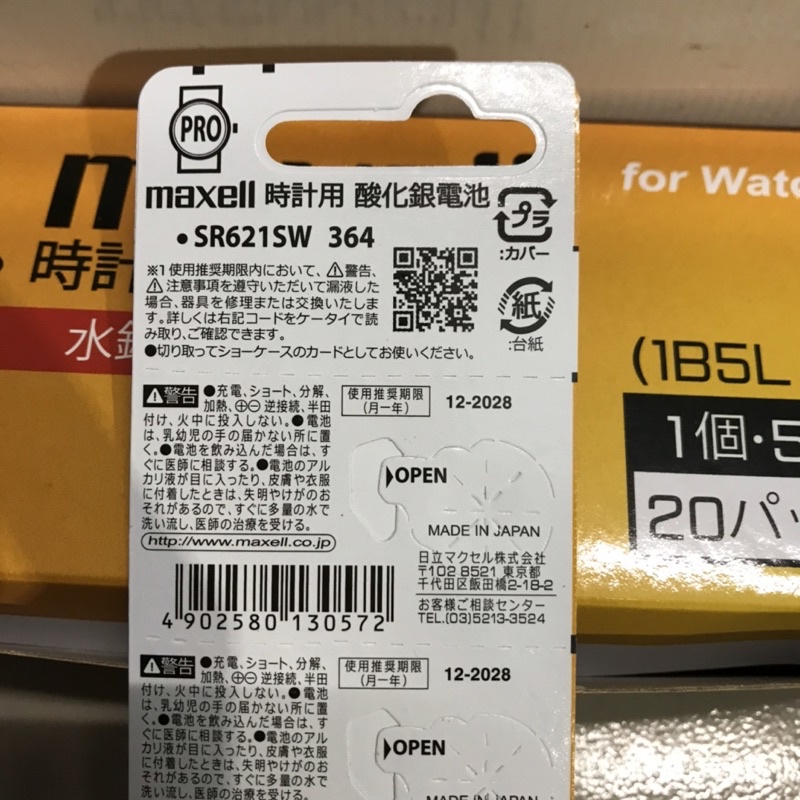 PRO
maxell 時計用 酸化銀電池
プラ
:カバー
•SR621SW 364
※1 使用推奨期限内において、⚠警告、
⚠注意事項を遵守いただいて漏液した
場合、器具を修理または交換いたしま
す。詳しくは右記コードをケータイで読
み取り、ご確認できます。
●切り取ってショーケースのカードとしてお使いください。
紙
:台紙
⚠警告 ●充電、ショート、分解、
加熱、⊕⊖逆接続、半田
付け、火中に投入しない。●電池
は、乳幼児の手の届かない所に置
く。●電池を飲み込んだ場合は、す
ぐに医師に相談する。●電池のアル
カリ液が目に入ったり、皮膚や衣服
に付着したときは、失明やけがのお
それがあるので、すぐに多量の水で
洗い流し、医師の治療を受ける。
http://www.maxell.co.jp
使用推奨期限
(月一年)
12-2028
OPEN
MADE IN JAPAN
日立マクセル株式会社
〒102 8521 東京都
千代田区飯田橋2-18-2
お客様ご相談センター
TEL.(03)5213-3524
4 902580 130572
⚠警告 ●充電、ショート、分解、
加熱、⊕⊖逆接続、半田
付け、火中に投入しない。●電池
は、乳幼児の手の届かない所に置
く。●電池を飲み込んだ場合は、す
ぐに医師に相談する。●電池のアル
カリ液が目に入ったり、皮膚や衣服
に付着したときは、失明やけがのお
それがあるので、すぐに多量の水で
洗い流し、医師の治療を受ける。
使用推奨期限
(月一年)
12-2028
OPEN
for Watc
時計
水銀
(1B5L
1個・5
20パッ